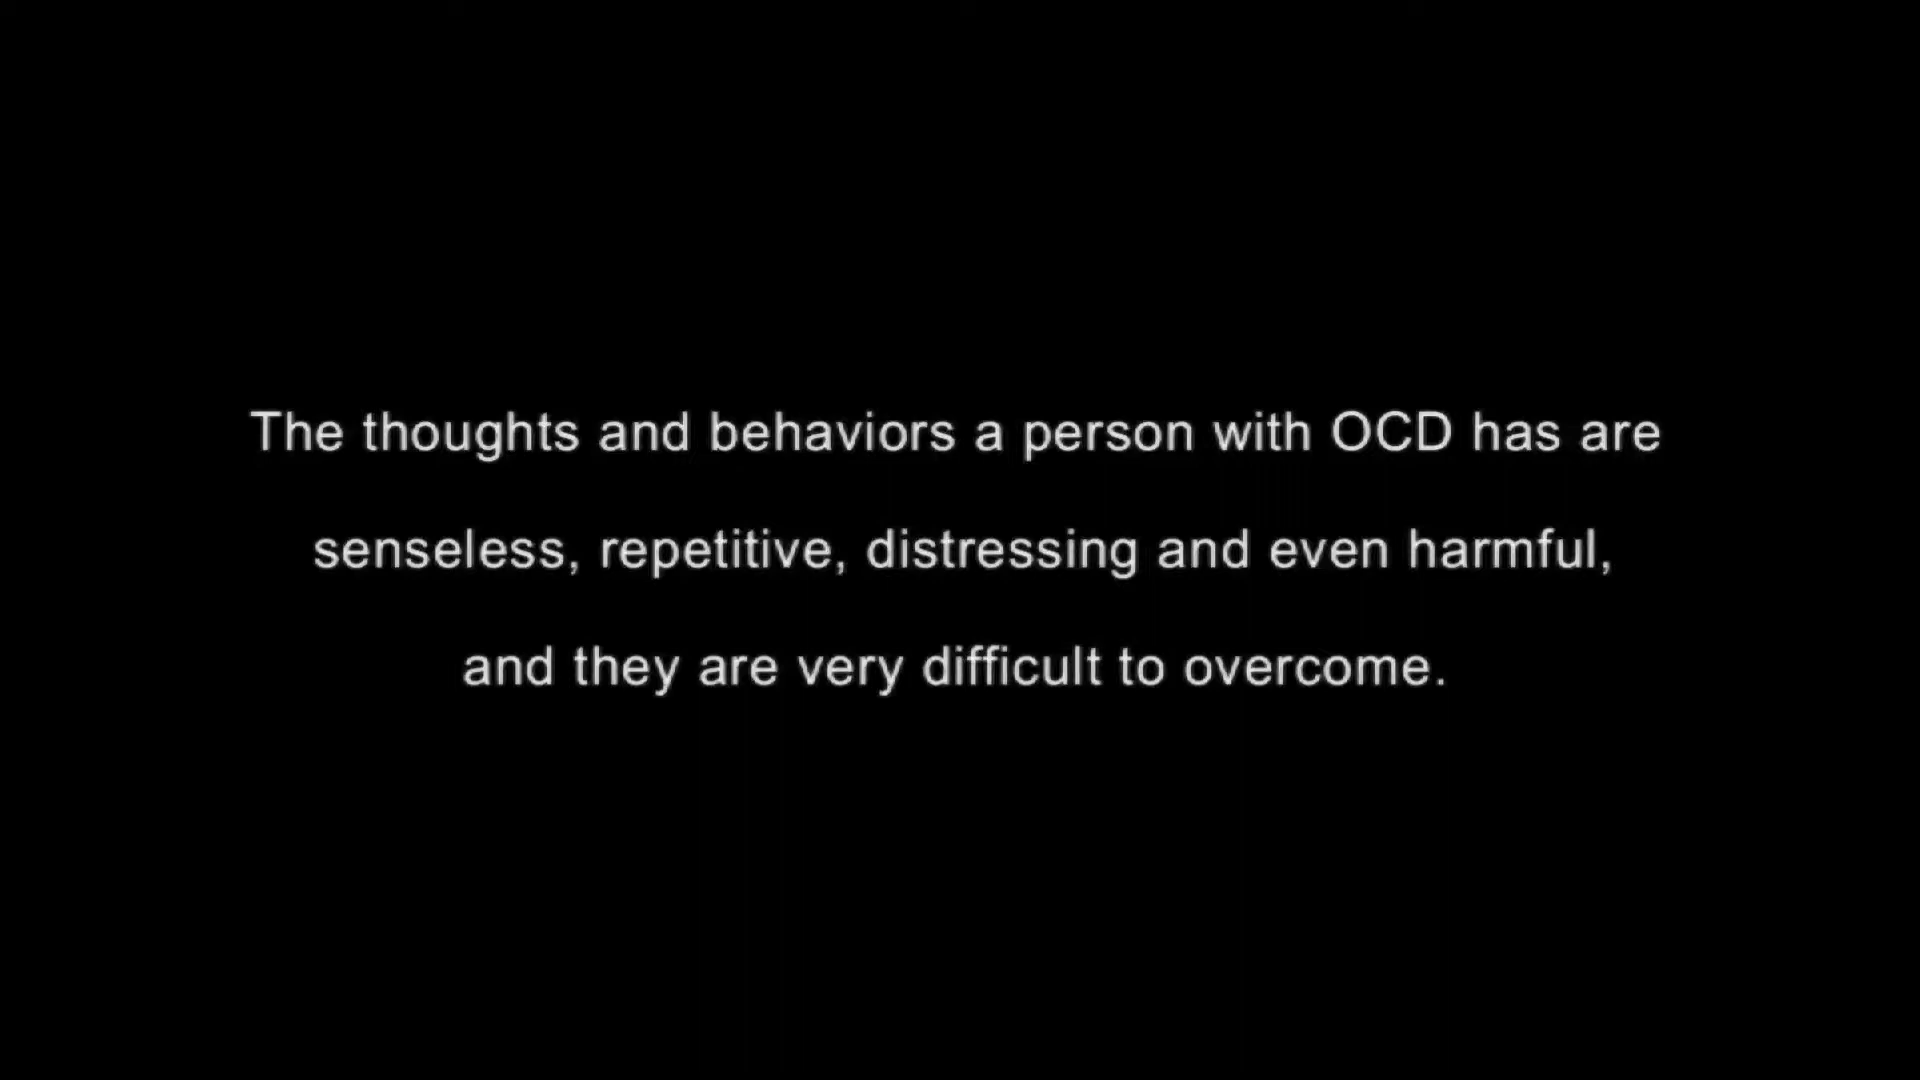 The thoughts and behaviors a person with OCD has are
senseless, repetitive, distressing and even harmful,
and they are very difficult to overcome.